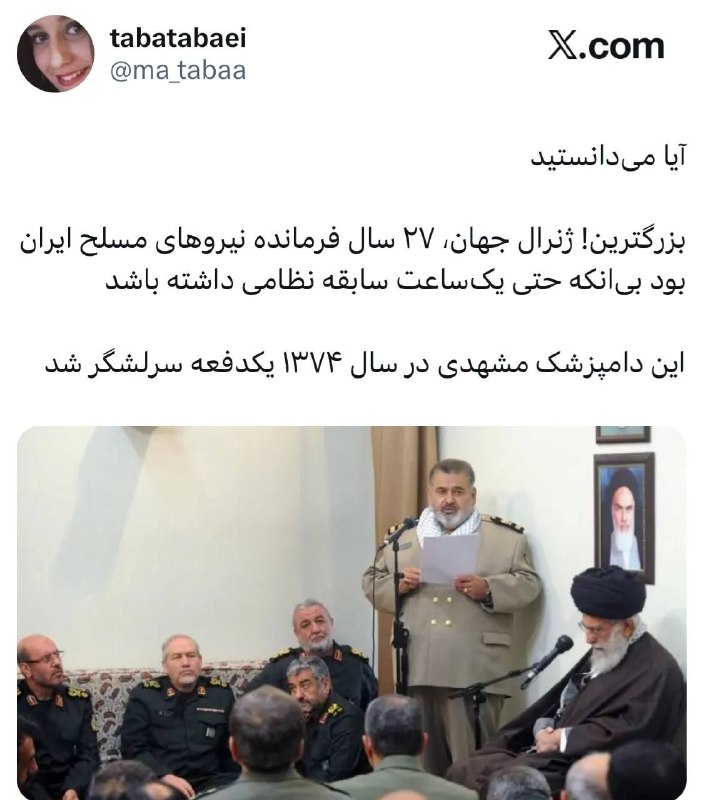 tabatabaei
@ma_tabaa
X.com
آیا می‌دانستید
بزرگترین! ژنرال جهان، ۲۷ سال فرمانده نیروهای مسلح ایران
بود بی‌انکه حتی یک‌ساعت سابقه نظامی داشته باشد
این دامپزشک مشهدی در سال ۱۳۷۴ یکدفعه سرلشگر شد